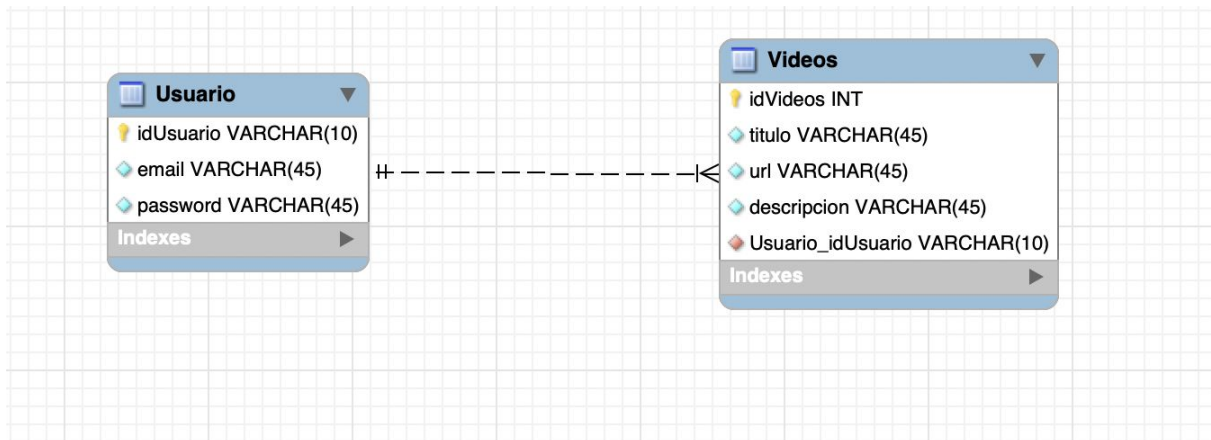 Usuario
idUsuario VARCHAR(10)
email VARCHAR(45)
password VARCHAR(45)
Indexes
Videos
idVideos INT
titulo VARCHAR(45)
url VARCHAR(45)
descripcion VARCHAR(45)
Usuario_idUsuario VARCHAR(10)
Indexes